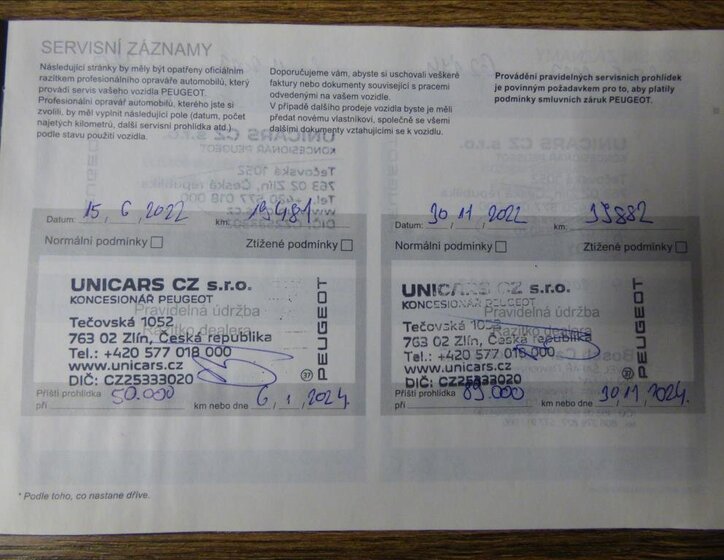 SERVISNÍ ZÁZNAMY
Následující stránky by měly být opatřeny oficiálním
razítkem profesionálního opraváře automobilů, který
provádí servis vašeho vozidla PEUGEOT.
Profesionální opravář automobilů, kterého jste si
zvolili, by měl vyplnit následující pole (datum, počet
najetých kilometrů, další servisní prohlídka atd.)
podle stavu použití vozidla.
Doporučujeme vám, abyste si uschovali veškeré
faktury nebo dokumenty související s pracemi
odvedenými na vašem vozidle.
V případě dalšího prodeje vozidla byste je měli
předat novému vlastníkovi, společně se všemi
dalšími dokumenty vztahujícími se k vozidlu.
Provádění pravidelných servisních prohlídek
je povinným požadavkem pro to, aby platily
podmínky smluvních záruk PEUGEOT.
Datum: 15, 6, 2022 km: 19481
Normální podmínky Ztížené podmínky
UNICARS CZ s.r.o.
KONCESIONÁŘ PEUGEOT
Pravidelná údržba
Razítko dealera
Tečovská 1052
763 02 Zlín, Česká republika
Tel.: +420 577 018 000
www.unicars.cz
DIČ: CZ25333020
PEUGEOT
37
Příští prohlídka 50.000
při km nebo dne 6, 1, 2024.
Datum: 30 11 2022 km: 39882
Normální podmínky Ztížené podmínky
UNICARS CZ s.r.o.
KONCESIONÁŘ PEUGEOT
Pravidelná údržba
Razítko dealera
Tečovská 1052
763 02 Zlín, Česká republika
Tel.: +420 577 018 000
www.unicars.cz
DIČ: CZ25333020
PEUGEOT
37
Příští prohlídka 89.000
při km nebo dne 30.11.2024.
* Podle toho, co nastane dříve.